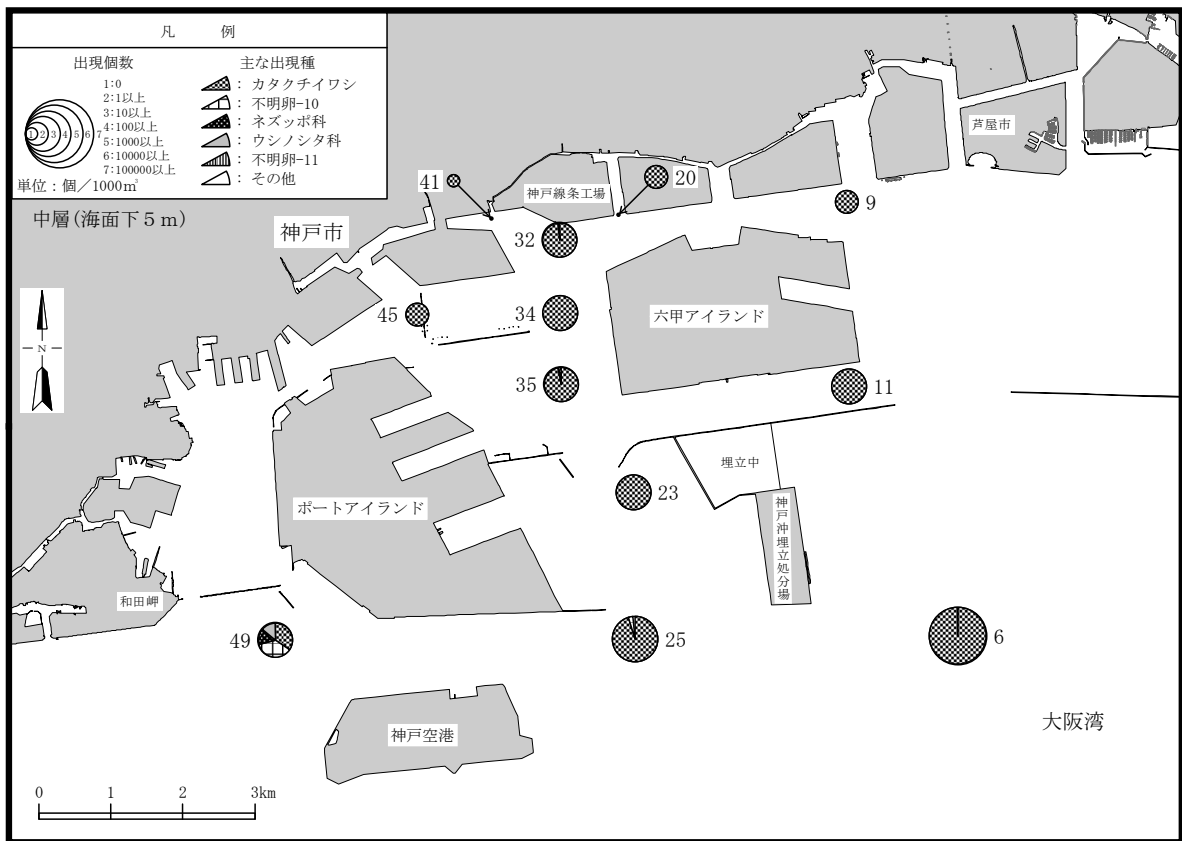 凡 例
出現個数
1:0
2:1以上
3:10以上
4:100以上
5:1000以上
6:10000以上
7:100000以上
1 2 3 4 5 6 7
単位:個/1000m³
主な出現種
: カタクチイワシ
: 不明卵-10
: ネズッポ科
: ウシノシタ科
: 不明卵-11
: その他
中層(海面下5m)
芦屋市
41
神戸線条工場
20
9
神戸市
32
45
34
六甲アイランド
N
35
11
埋立中
23
ポートアイランド
神戸沖埋立処分場
和田岬
49
25
6
大阪湾
神戸空港
0 1 2 3km